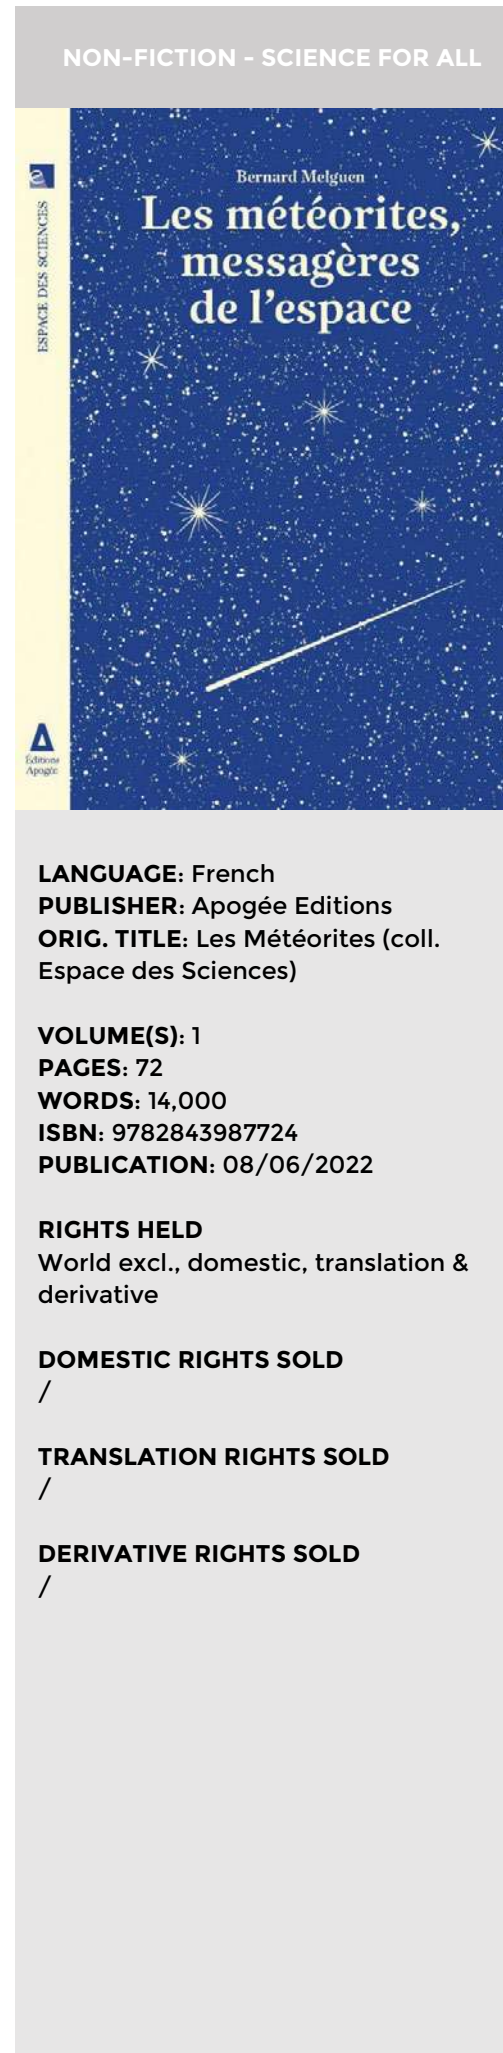 NON-FICTION - SCIENCE FOR ALL
Bernard Melguen
Les météorites,
messagères
de l'espace
ESPACE DES SCIENCES
Éditions
Apogée
LANGUAGE: French
PUBLISHER: Apogée Editions
ORIG. TITLE: Les Météorites (coll.
Espace des Sciences)
VOLUME(S): 1
PAGES: 72
WORDS: 14,000
ISBN: 9782843987724
PUBLICATION: 08/06/2022
RIGHTS HELD
World excl., domestic, translation &
derivative
DOMESTIC RIGHTS SOLD
/
TRANSLATION RIGHTS SOLD
/
DERIVATIVE RIGHTS SOLD
/